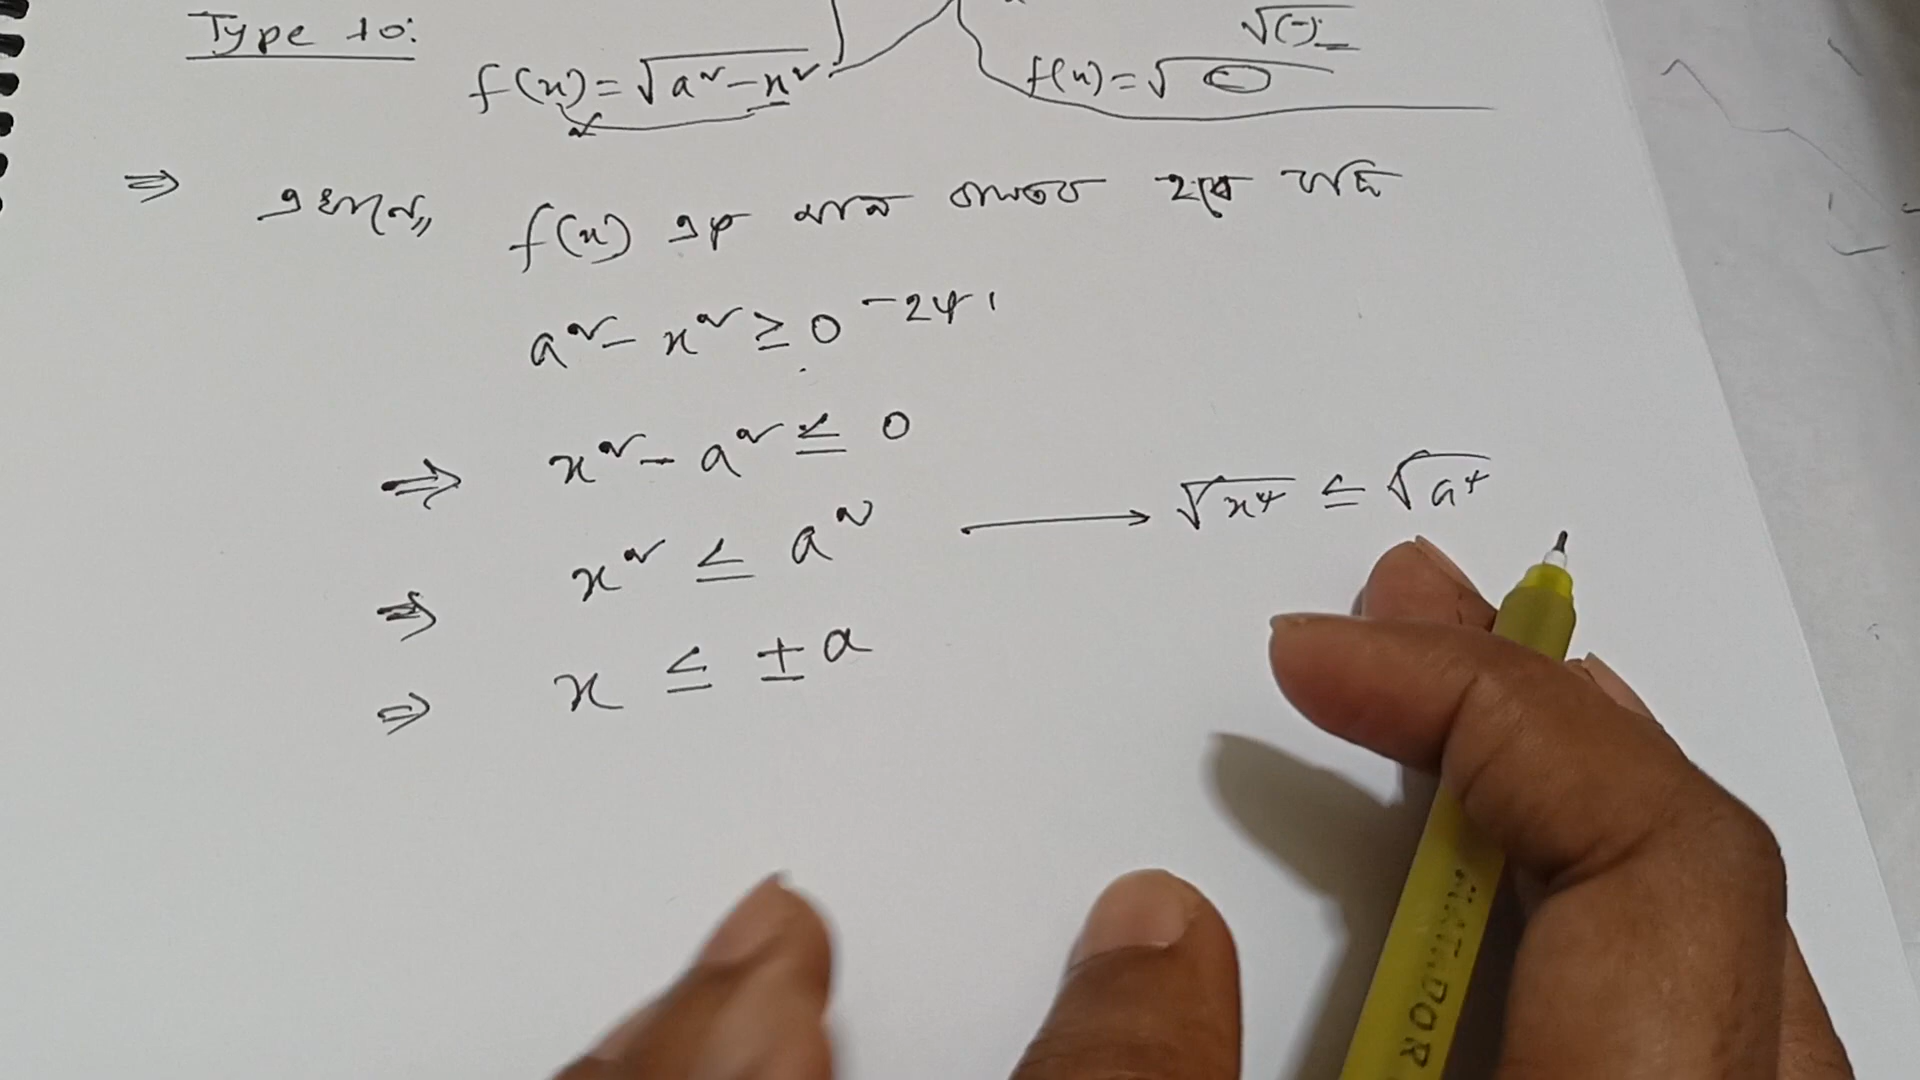 Type 10:
√(-)
f(x) = √a² - x²
f(x) = √-
⇒ এখানে, f(x) এর মান বাস্তব হবে যদি
a² - x² ≥ 0 হয়।
⇒ x² - a² ≤ 0
⇒ x² ≤ a² → √x² ≤ √a²
⇒ x ≤ ±a
MATADOR